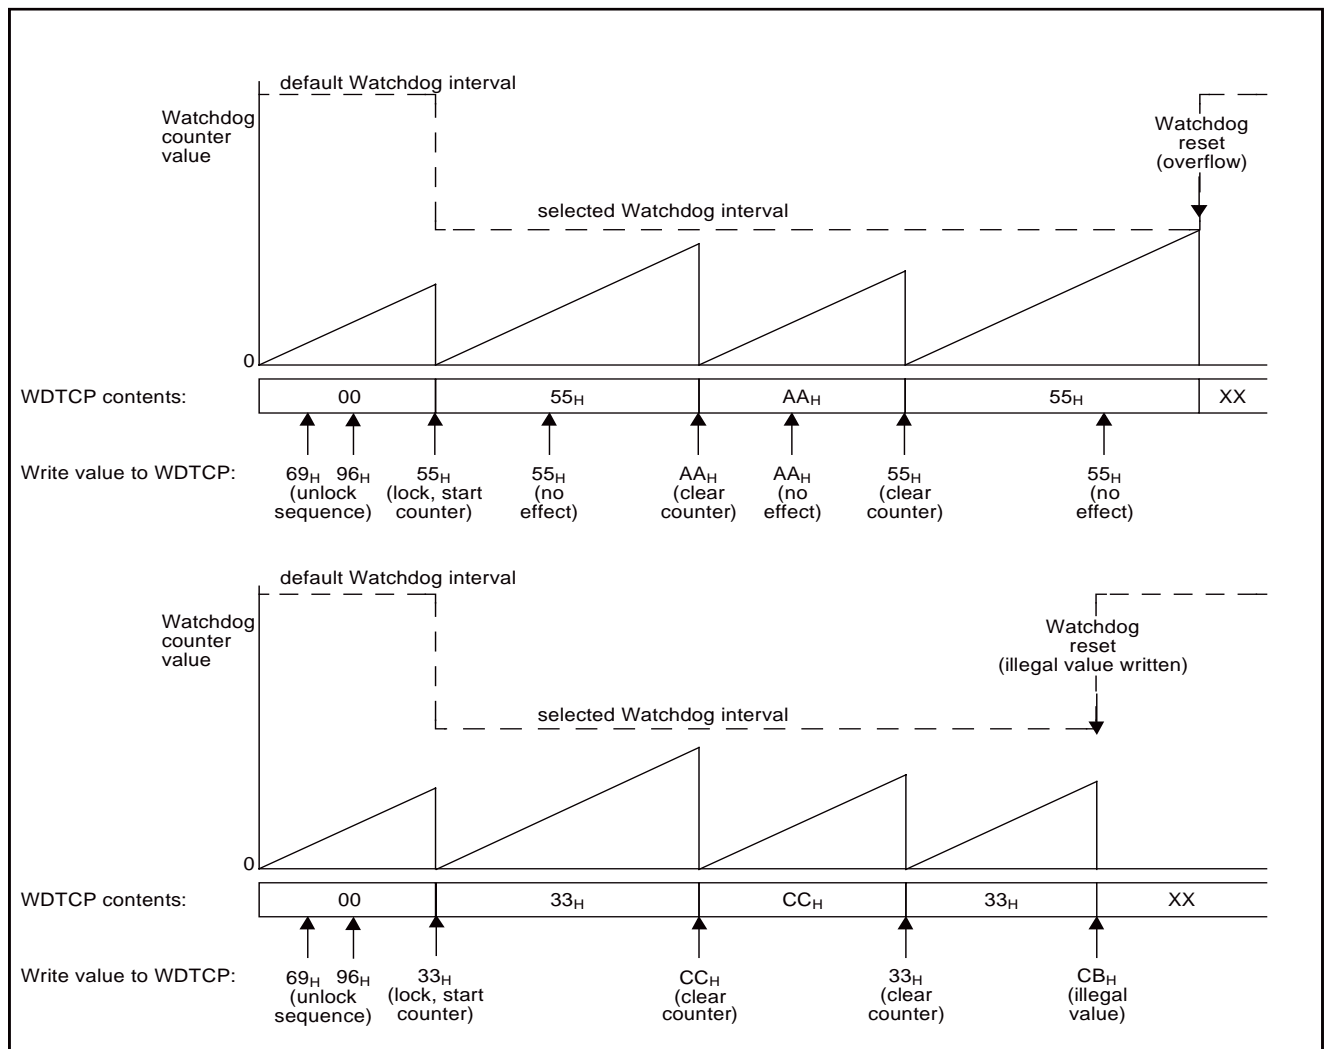 default Watchdog interval
Watchdog
counter
value
Watchdog
reset
(overflow)
selected Watchdog interval
0
WDTCP contents: 00 55H AAH 55H XX
Write value to WDTCP: 69H 96H 55H 55H AAH AAH 55H 55H
(unlock (lock, start (no (clear (no (clear (no
sequence) counter) effect) counter) effect) counter) effect)
default Watchdog interval
Watchdog
counter
value
Watchdog
reset
(illegal value written)
selected Watchdog interval
0
WDTCP contents: 00 33H CCH 33H XX
Write value to WDTCP: 69H 96H 33H CCH 33H CBH
(unlock (lock, start (clear (clear (illegal
sequence) counter) counter) counter) value)